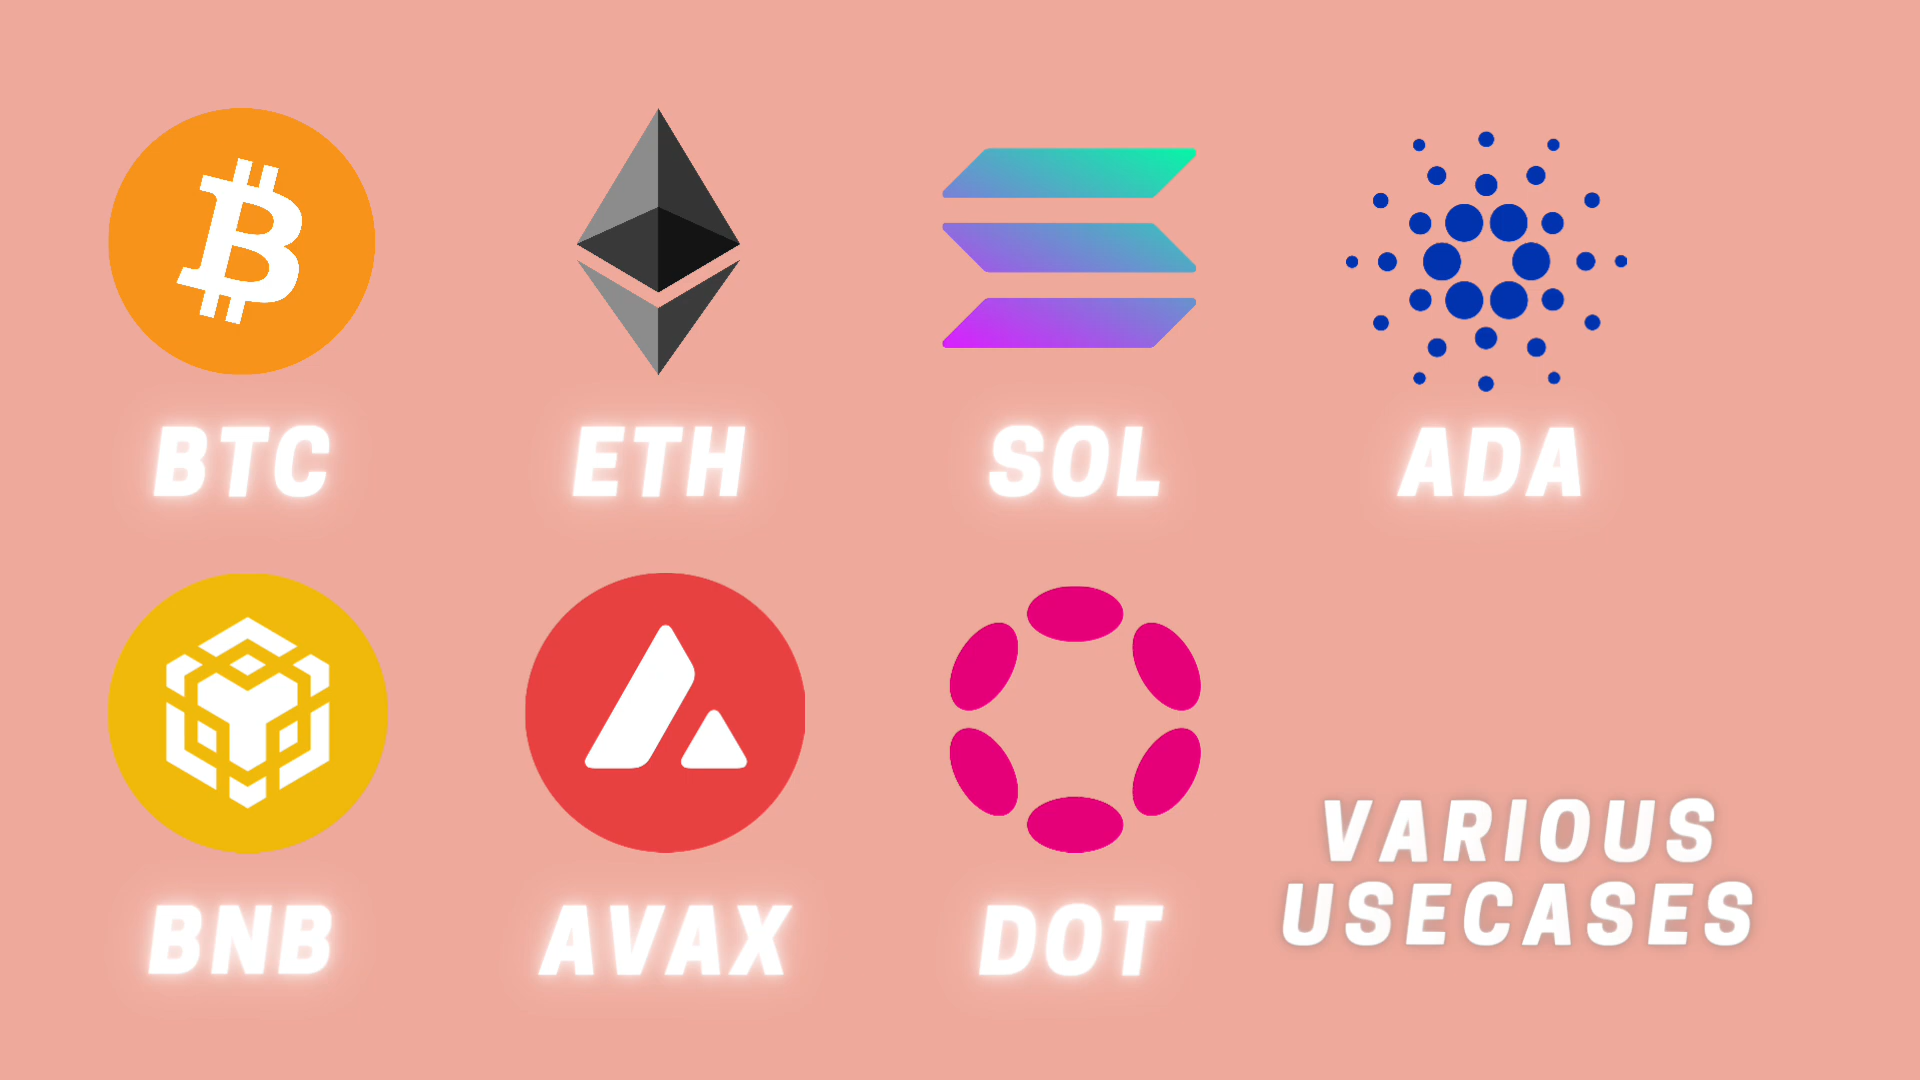 BTC
ETH
SOL
ADA
BNB
AVAX
DOT
VARIOUS
USECASES